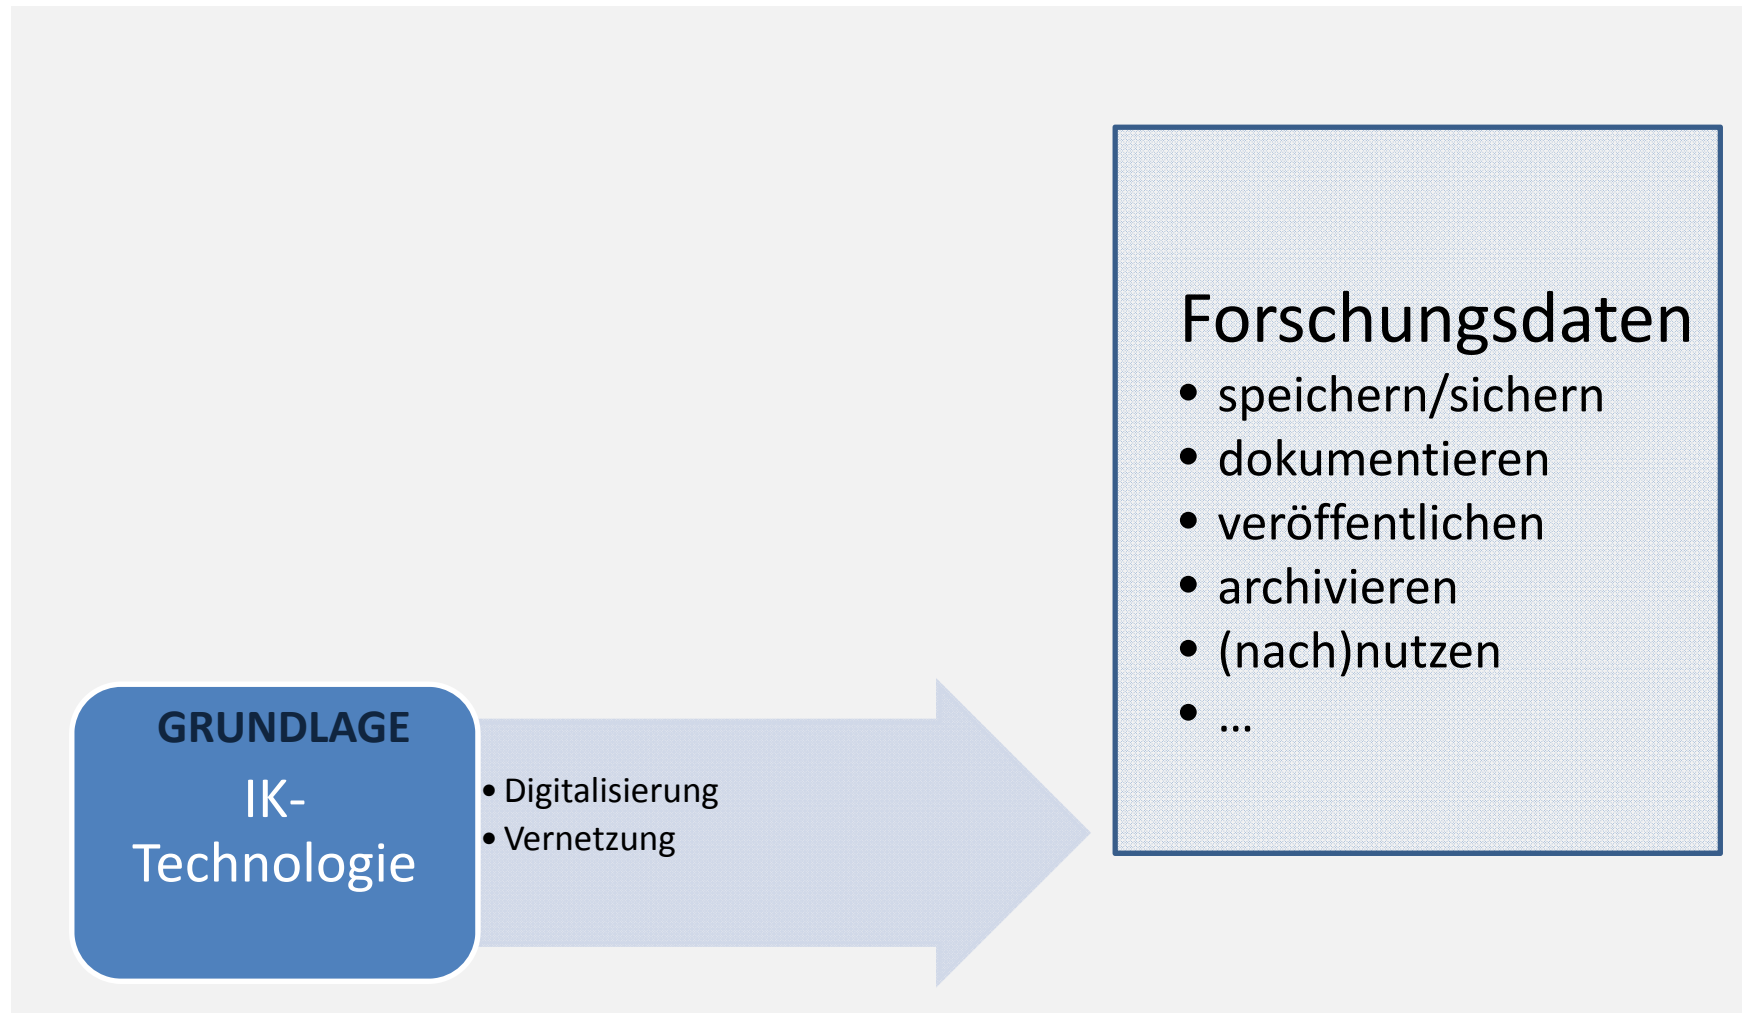 GRUNDLAGE
IK-
Technologie
• Digitalisierung
• Vernetzung
Forschungsdaten
• speichern/sichern
• dokumentieren
• veröffentlichen
• archivieren
• (nach)nutzen
• ...